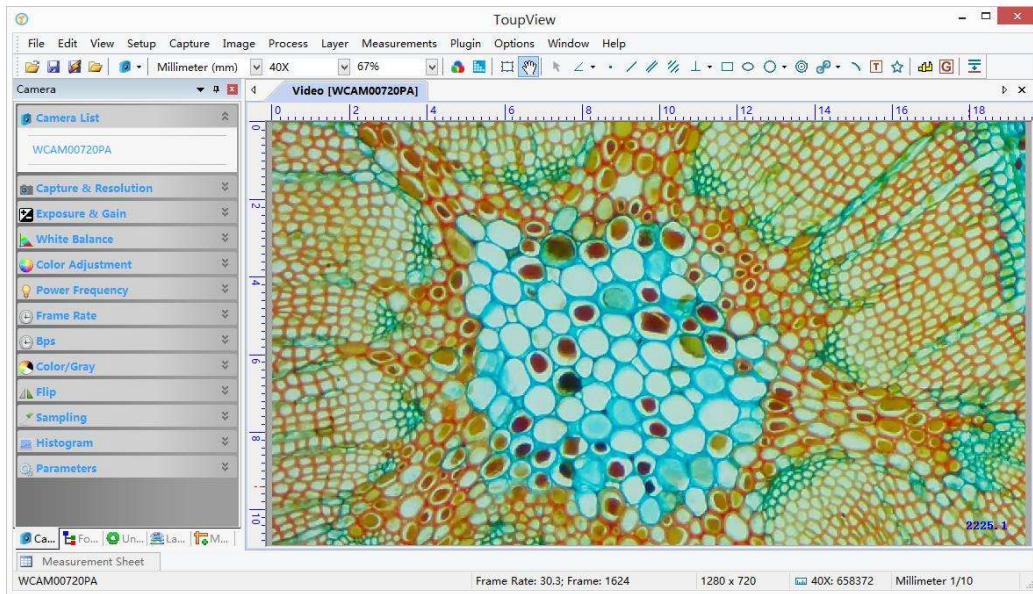 ToupView
File Edit View Setup Capture Image Process Layer Measurements Plugin Options Window Help
Millimeter (mm) 40X 67%
Camera
Video [WCAM00720PA]
0 2 4 6 8 10 12 14 16 18
Camera List
WCAM00720PA
Capture & Resolution
Exposure & Gain
White Balance
Color Adjustment
Power Frequency
Frame Rate
Bps
Color/Gray
Flip
Sampling
Histogram
Parameters
0
2
4
6
8
10
2225.1
Ca... Fo... Un... La... M...
Measurement Sheet
WCAM00720PA Frame Rate: 30.3; Frame: 1624 1280 x 720 40X: 658372 Millimeter 1/10